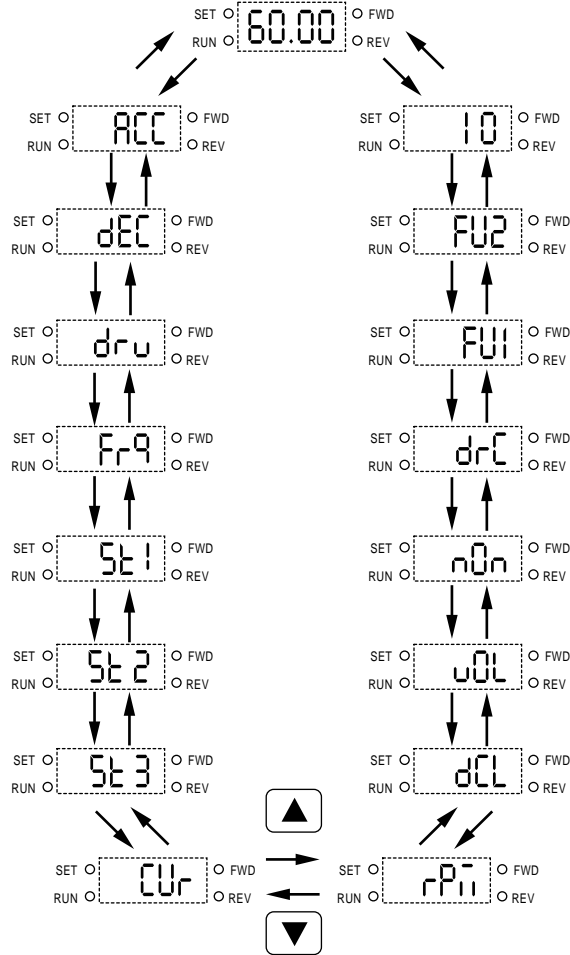 SET 60.00 FWD
RUN REV
SET ACC FWD
RUN REV
SET 10 FWD
RUN REV
SET dEC FWD
RUN REV
SET FU2 FWD
RUN REV
SET drv FWD
RUN REV
SET FU1 FWD
RUN REV
SET Frq FWD
RUN REV
SET drC FWD
RUN REV
SET St1 FWD
RUN REV
SET nOn FWD
RUN REV
SET St2 FWD
RUN REV
SET vOL FWD
RUN REV
SET St3 FWD
RUN REV
SET dCL FWD
RUN REV
SET CUr FWD
RUN REV
SET rPm FWD
RUN REV